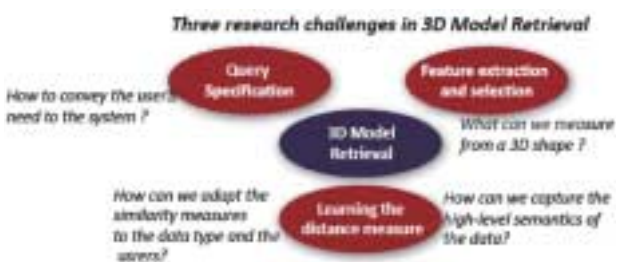 Three research challenges in 3D Model Retrieval
Query
Specification
Feature extraction
and selection
How to convey the user
need to the system ?
3D Model
Retrieval
What can we measure
from a 3D shape ?
How can we adapt the
similarity measures
to the data type and the
users?
Learning the
distance measure
How can we capture the
high-level semantics of
the data?